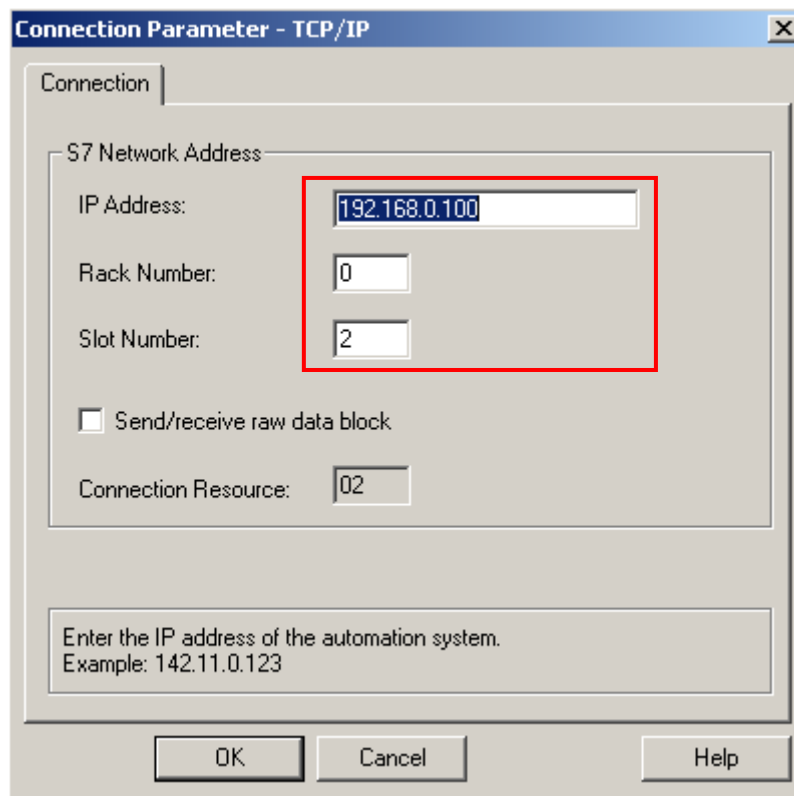 Connection Parameter - TCP/IP
Connection
S7 Network Address
IP Address: 192.168.0.100
Rack Number: 0
Slot Number: 2
Send/receive raw data block
Connection Resource: 02
Enter the IP address of the automation system.
Example: 142.11.0.123
OK Cancel Help